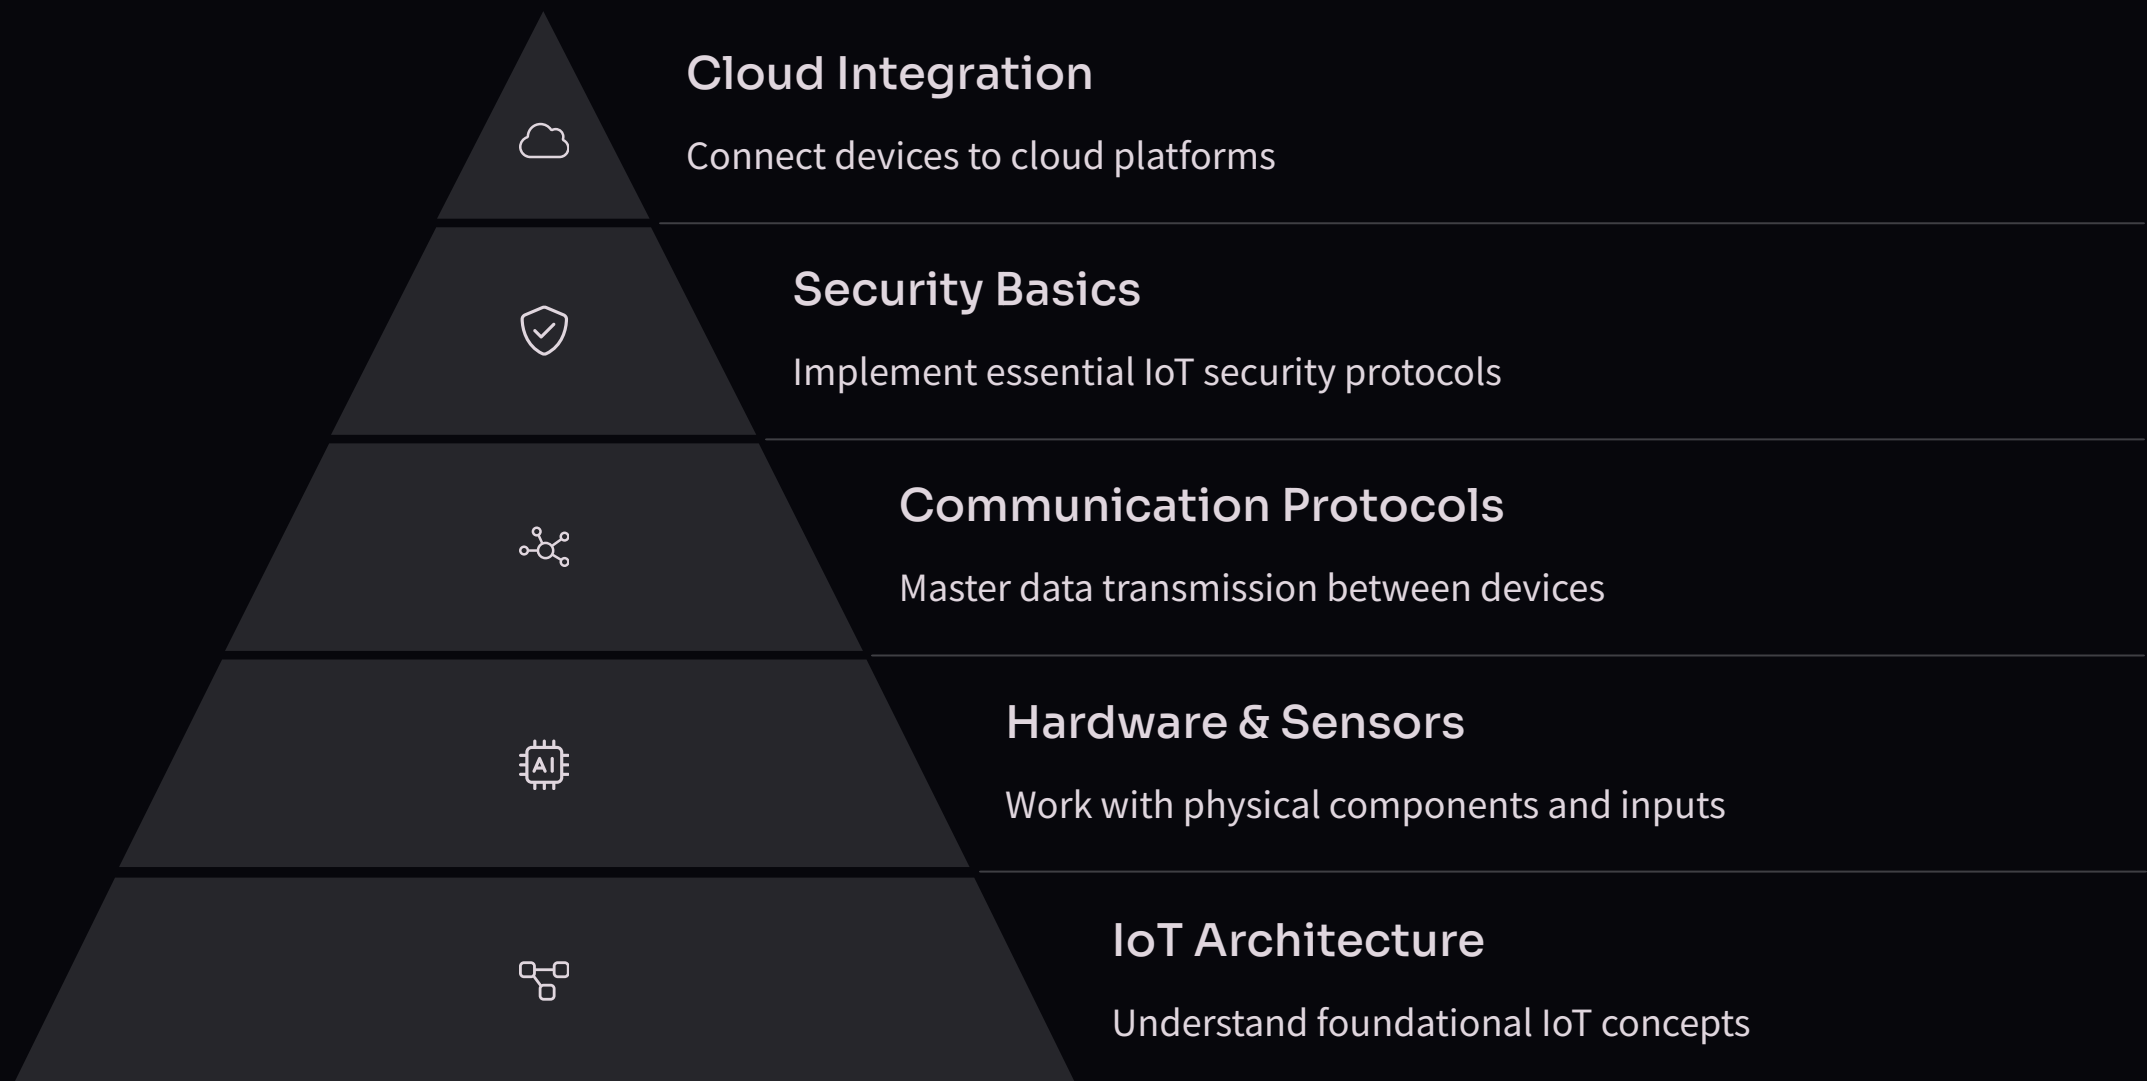 Cloud Integration
Connect devices to cloud platforms
Security Basics
Implement essential IoT security protocols
Communication Protocols
Master data transmission between devices
AI
Hardware & Sensors
Work with physical components and inputs
IoT Architecture
Understand foundational IoT concepts